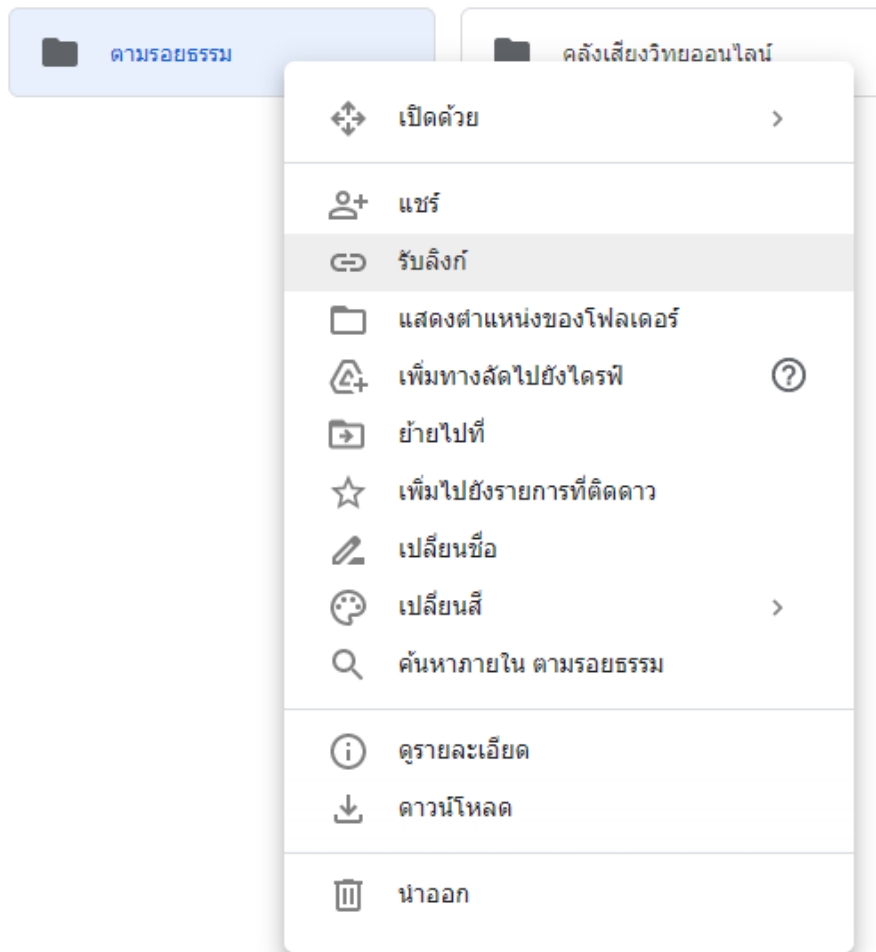 ตามรอยธรรม
คลังเสียงวิทยออนไลน์
เปิดด้วย
แชร์
รับลิงก์
แสดงตำแหน่งของโฟลเดอร์
เพิ่มทางลัดไปยังไดรฟ์
ย้ายไปที่
เพิ่มไปยังรายการที่ติดดาว
เปลี่ยนชื่อ
เปลี่ยนสี
ค้นหาภายใน ตามรอยธรรม
ดูรายละเอียด
ดาวน์โหลด
นำออก